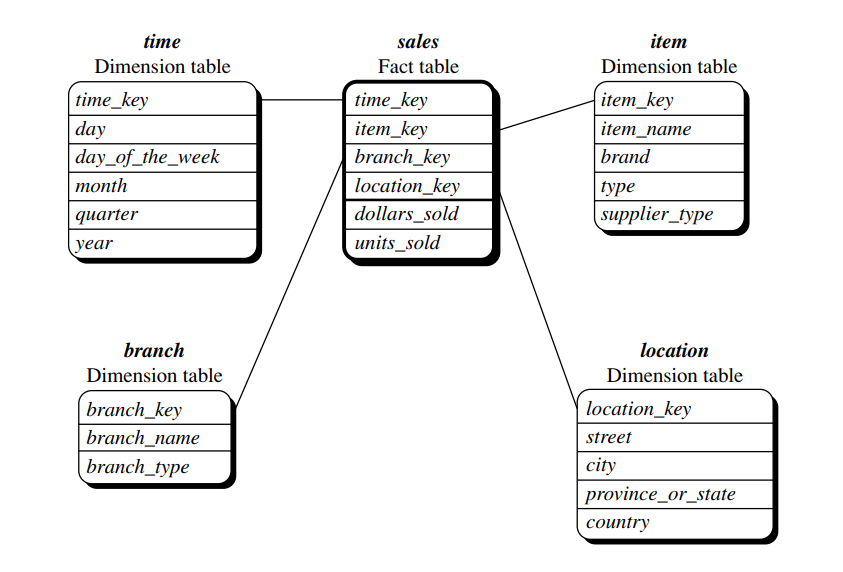 time
Dimension table
time_key
day
day_of_the_week
month
quarter
year
sales
Fact table
time_key
item_key
branch_key
location_key
dollars_sold
units_sold
item
Dimension table
item_key
item_name
brand
type
supplier_type
branch
Dimension table
branch_key
branch_name
branch_type
location
Dimension table
location_key
street
city
province_or_state
country